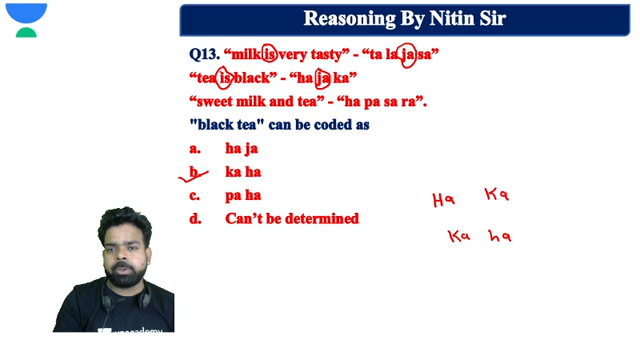 Reasoning By Nitin Sir
Q13. “milk is very tasty” - “ta la ja sa”
“tea is black” - “ha ja ka”
“sweet milk and tea” - “ha pa sa ra”.
"black tea" can be coded as
a. ha ja
b. ka ha
c. pa ha
d. Can’t be determined
Ha Ka
Ka ha